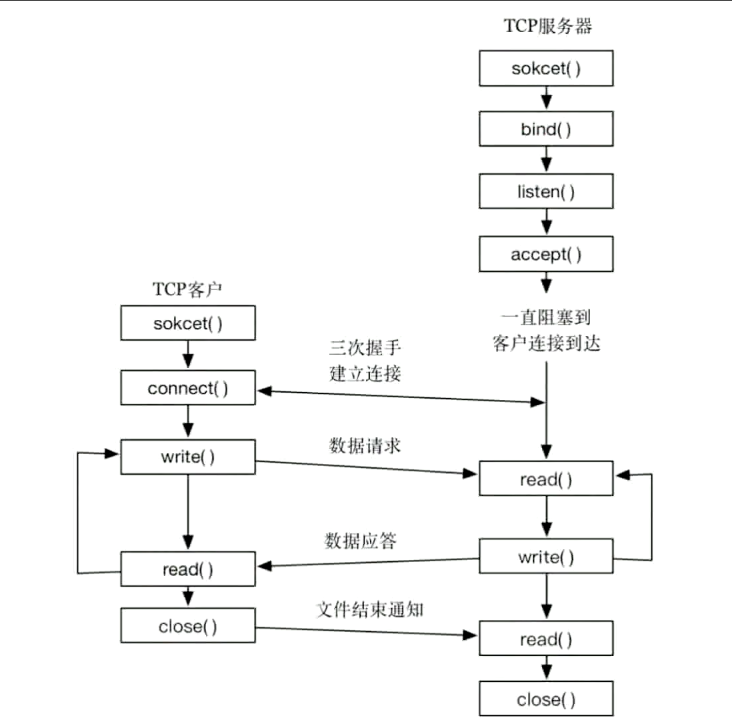 TCP服务器
sokcet( )
bind( )
listen( )
accept( )
一直阻塞到
客户连接到达
TCP客户
sokcet( )
三次握手
建立连接
connect( )
数据请求
write( )
read( )
数据应答
write( )
read( )
文件结束通知
close( )
read( )
close( )